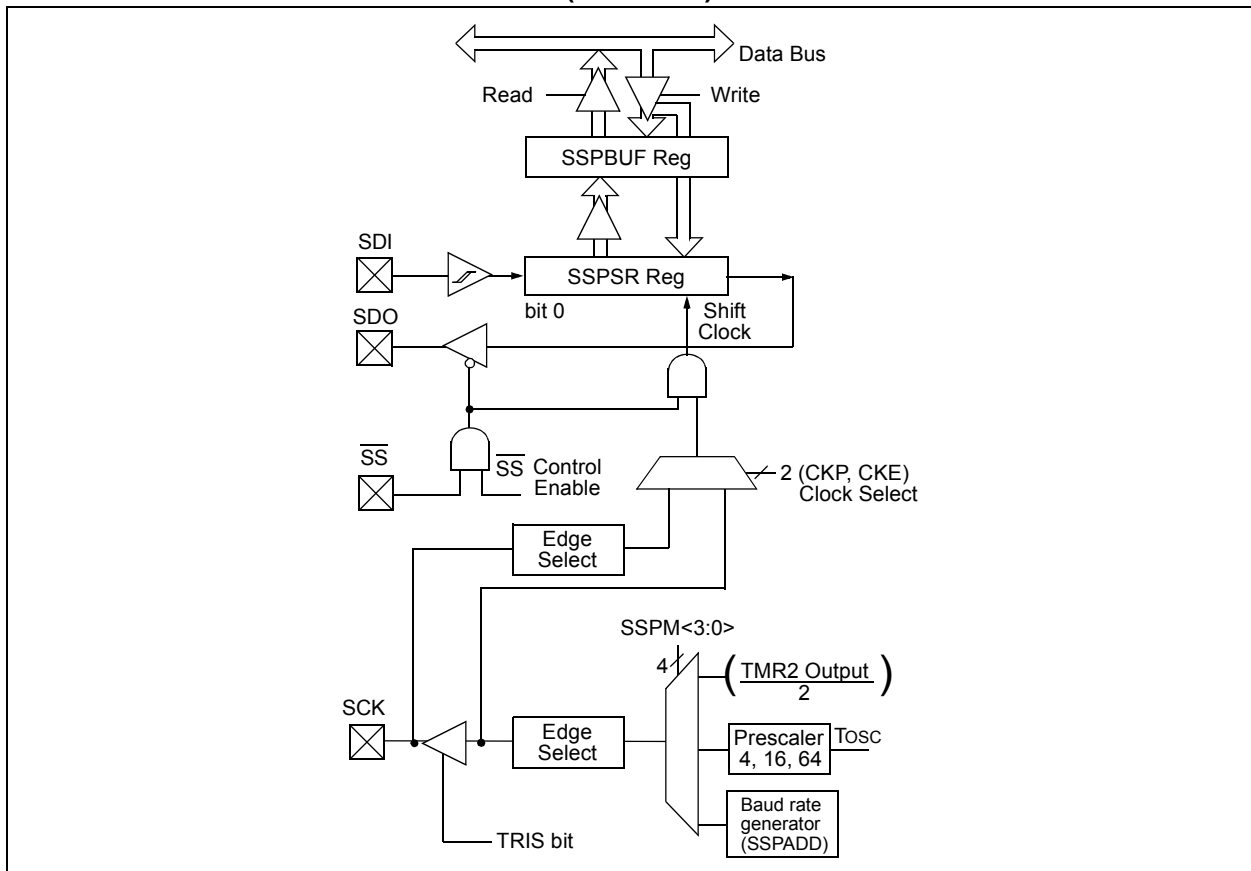 Data Bus
Read
Write
SSPBUF Reg
SDI
SSPSR Reg
bit 0
Shift
Clock
SDO
SS
SS Control
Enable
2 (CKP, CKE)
Clock Select
Edge
Select
SSPM<3:0>
4
(TMR2 Output
2)
SCK
Edge
Select
Prescaler
4, 16, 64
TOSC
Baud rate
generator
(SSPADD)
TRIS bit